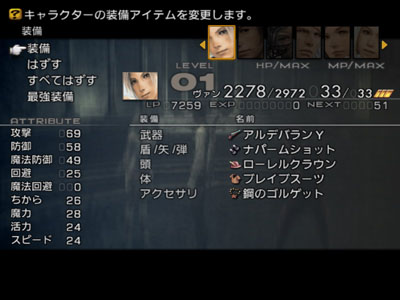 キャラクターの装備アイテムを変更します。
装備
装備
はずす
すべてはずす
最強装備
LEVEL HP/MAX MP/MAX
01 ヴァン 2278/2972 33/33
LP 7259 EXP 0 NEXT 51
ATTRIBUTE
攻撃 69
防御 58
魔法防御 49
回避 25
魔法回避 0
ちから 26
魔力 28
活力 24
スピード 24
装備 名前
武器 アルデバランY
盾/矢/弾 ナパームショット
頭 ローレルクラウン
体 ブレイブスーツ
アクセサリ 鋼のゴルゲット